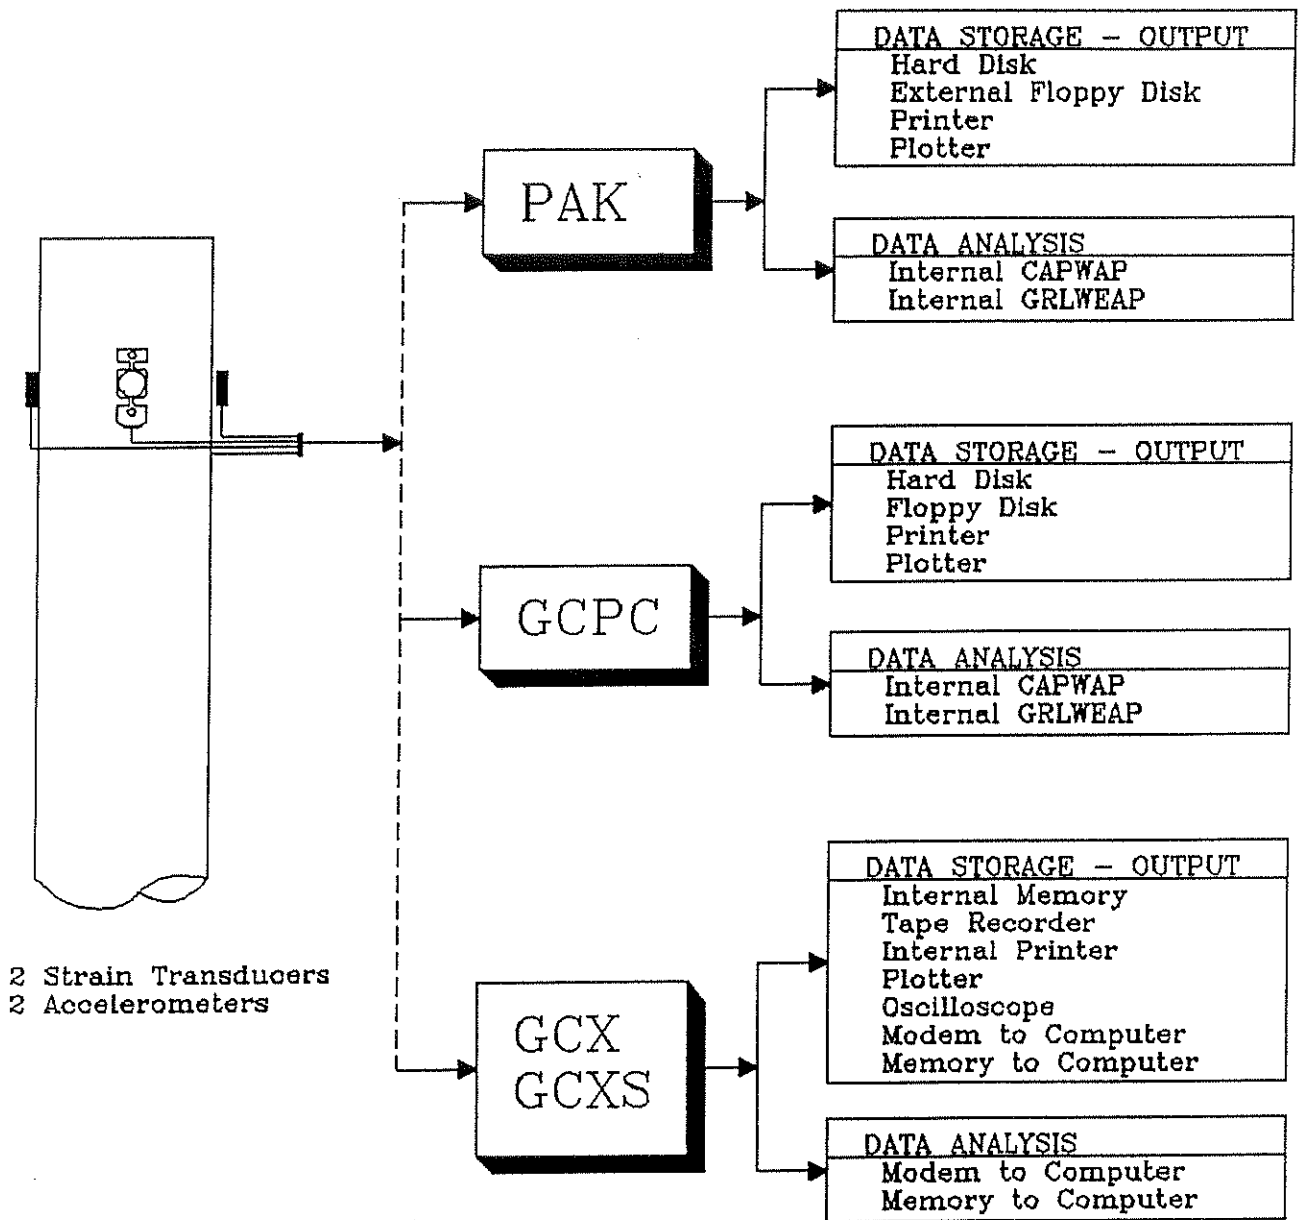 DATA STORAGE - OUTPUT
Hard Disk
External Floppy Disk
Printer
Plotter
PAK
DATA ANALYSIS
Internal CAPWAP
Internal GRLWEAP
DATA STORAGE - OUTPUT
Hard Disk
Floppy Disk
Printer
Plotter
GCPC
DATA ANALYSIS
Internal CAPWAP
Internal GRLWEAP
2 Strain Transducers
2 Accelerometers
DATA STORAGE - OUTPUT
Internal Memory
Tape Recorder
Internal Printer
Plotter
Oscilloscope
Modem to Computer
Memory to Computer
GCX
GCXS
DATA ANALYSIS
Modem to Computer
Memory to Computer